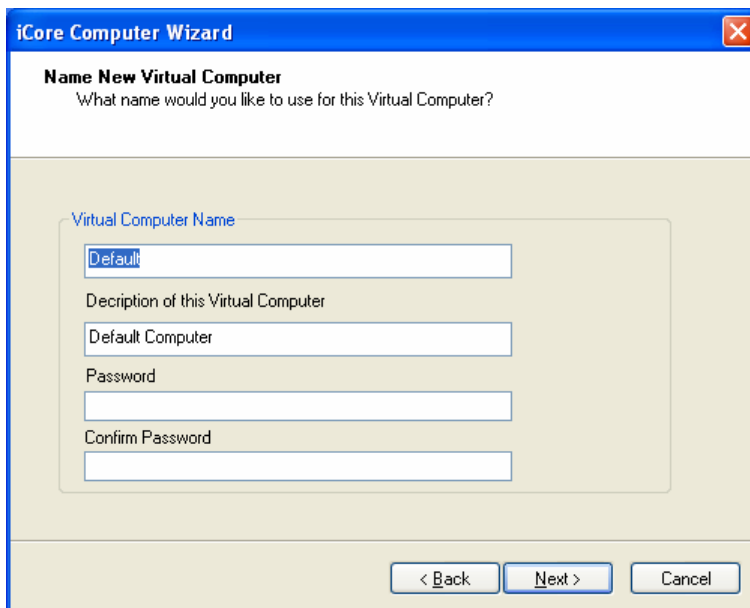 iCore Computer Wizard
Name New Virtual Computer
What name would you like to use for this Virtual Computer?
Virtual Computer Name
Default
Decription of this Virtual Computer
Default Computer
Password
Confirm Password
< Back
Next >
Cancel